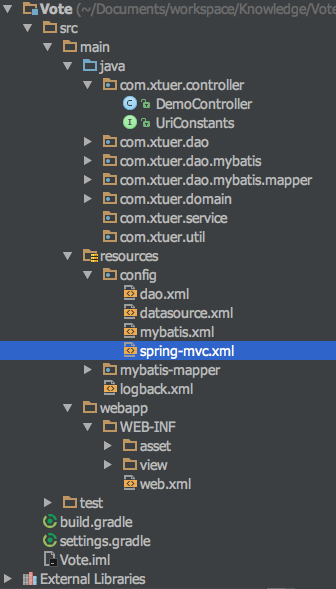 Vote (~/Documents/workspace/Knowledge/Vote
src
main
java
com.xtuer.controller
DemoController
UriConstants
com.xtuer.dao
com.xtuer.dao.mybatis
com.xtuer.dao.mybatis.mapper
com.xtuer.domain
com.xtuer.service
com.xtuer.util
resources
config
dao.xml
datasource.xml
mybatis.xml
spring-mvc.xml
mybatis-mapper
logback.xml
webapp
WEB-INF
asset
view
web.xml
test
build.gradle
settings.gradle
Vote.iml
External Libraries